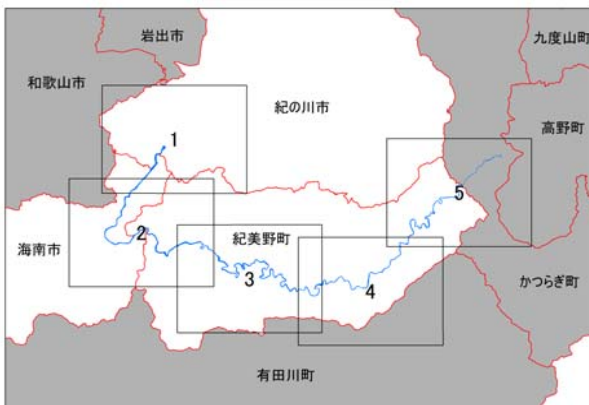 岩出市
九度山町
和歌山市
紀の川市
高野町
1
5
海南市
2
紀美野町
3
4
かつらぎ町
有田川町